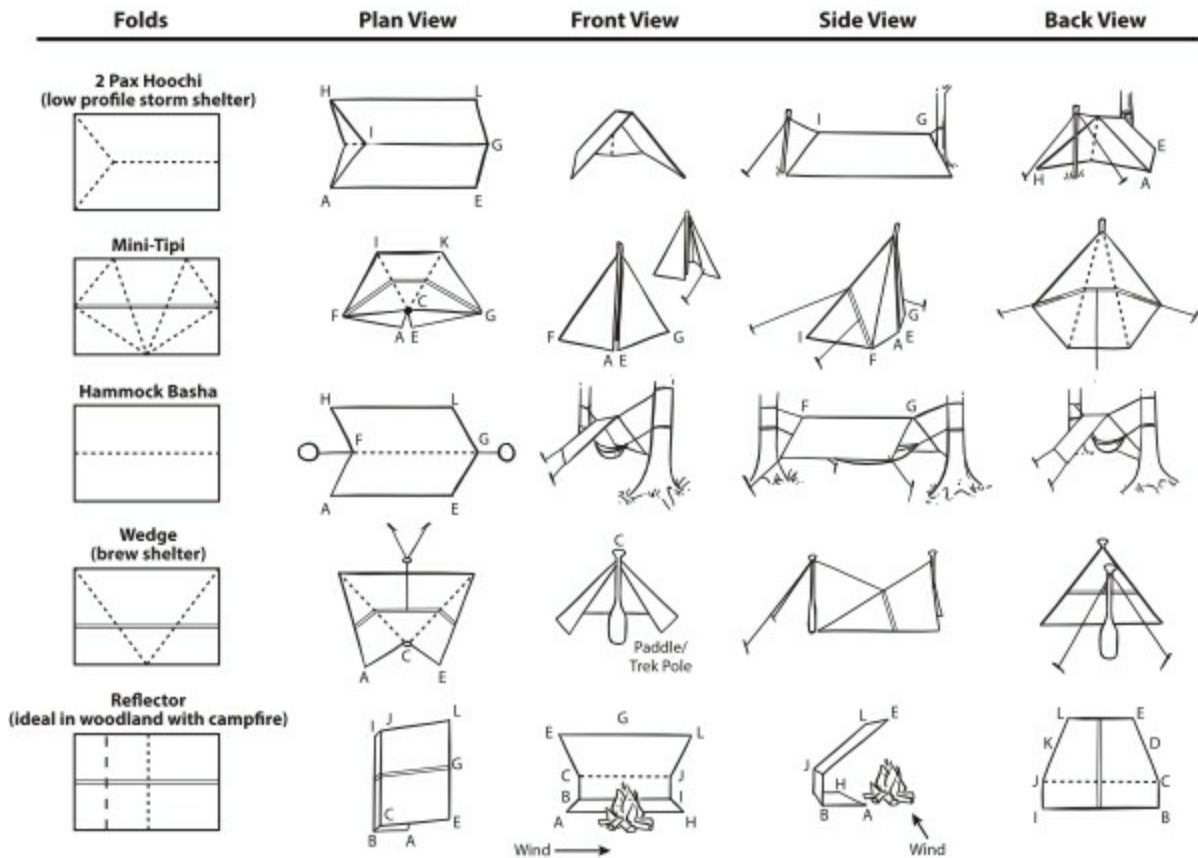 Folds Plan View Front View Side View Back View
2 Pax Hoochi
(low profile storm shelter)
H L I G A E
I G
E H A
Mini-Tipi
I K C F G A E
F G A E
G E A I F
Hammock Basha
H L F G A E
F G
Wedge
(brew shelter)
C A E
C
Paddle/
Trek Pole
Reflector
(ideal in woodland with campfire)
I J L G C E B A
G E L C J B I A H
Wind
L E J H B A
Wind
L E K D J C I B